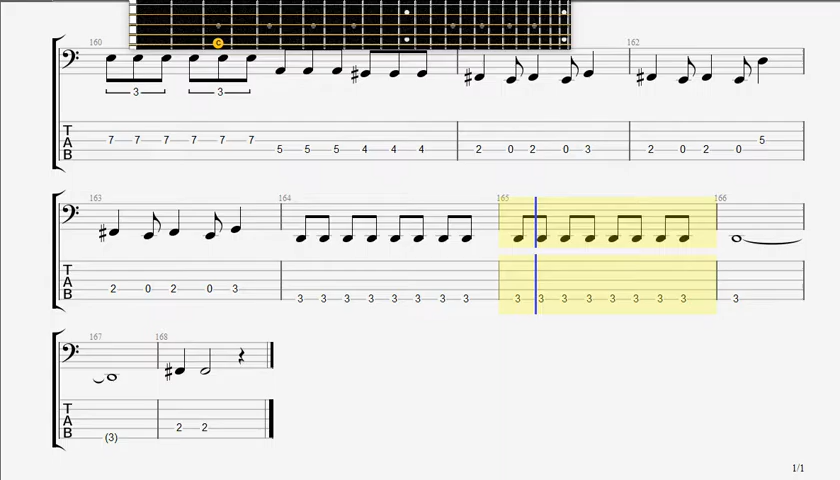 C
160 162
3 3
T
A
B
7 7 7 7 7 7 5 5 5 4 4 4 2 0 2 0 3 2 0 2 0 5
163 164 165 166
T
A
B
2 0 2 0 3 3 3 3 3 3 3 3 3 3 3 3 3 3 3 3 3 3
167 168
T
A
B
(3) 2 2
1/1